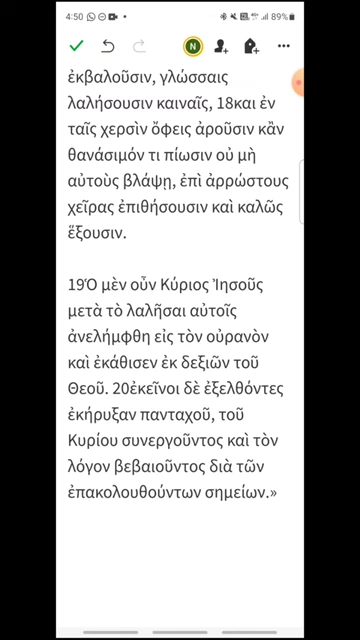 4:50
89%
N
ἐκβαλοῦσιν, γλώσσαις
λαλήσουσιν καιναῖς, 18και ἐν
ταῖς χερσὶν ὄφεις ἀροῦσιν κἂν
θανάσιμόν τι πίωσιν οὐ μὴ
αὐτοὺς βλάψῃ, ἐπὶ ἀρρώστους
χεῖρας ἐπιθήσουσιν καὶ καλῶς
ἕξουσιν.
19Ὁ μὲν οὖν Κύριος Ἰησοῦς
μετὰ τὸ λαλῆσαι αὐτοῖς
ἀνελήμφθη εἰς τὸν οὐρανὸν
καὶ ἐκάθισεν ἐκ δεξιῶν τοῦ
Θεοῦ. 20ἐκεῖνοι δὲ ἐξελθόντες
ἐκήρυξαν πανταχοῦ, τοῦ
Κυρίου συνεργοῦντος καὶ τὸν
λόγον βεβαιοῦντος διὰ τῶν
ἐπακολουθούντων σημείων.»